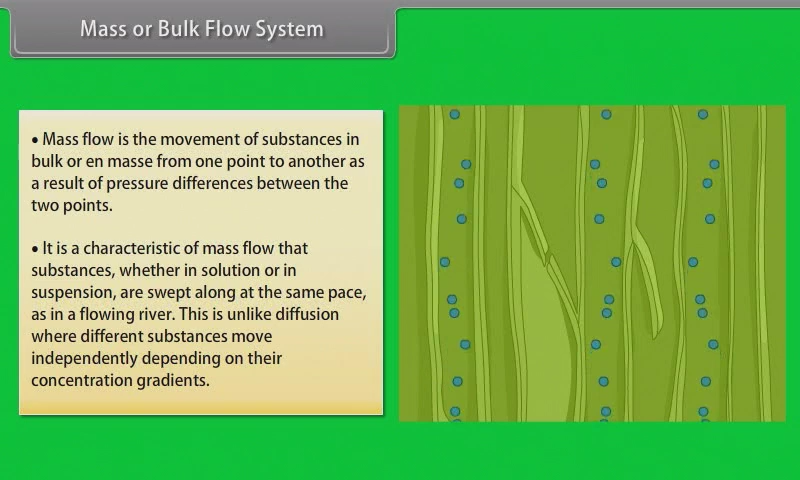 Mass or Bulk Flow System
• Mass flow is the movement of substances in
bulk or en masse from one point to another as
a result of pressure differences between the
two points.
• It is a characteristic of mass flow that
substances, whether in solution or in
suspension, are swept along at the same pace,
as in a flowing river. This is unlike diffusion
where different substances move
independently depending on their
concentration gradients.